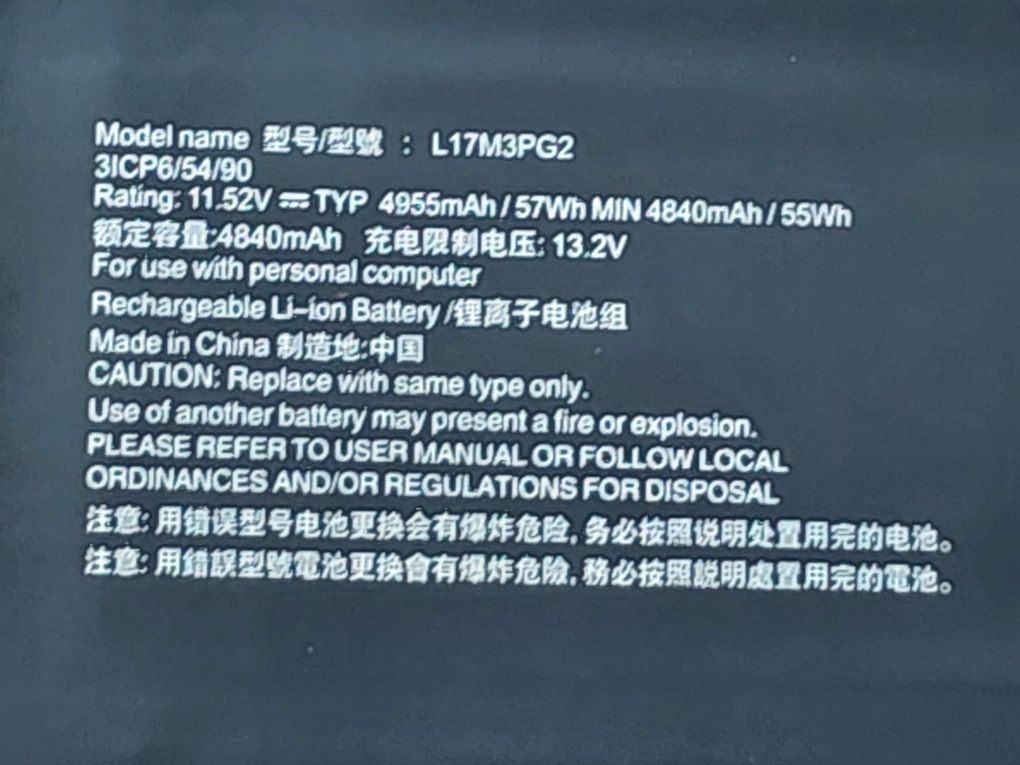 Model name 型号/型號 : L17M3PG2
3ICP6/54/90
Rating: 11.52V ⎓ TYP 4955mAh / 57Wh MIN 4840mAh / 55Wh
额定容量:4840mAh 充电限制电压: 13.2V
For use with personal computer
Rechargeable Li-ion Battery /锂离子电池组
Made in China 制造地:中国
CAUTION: Replace with same type only.
Use of another battery may present a fire or explosion.
PLEASE REFER TO USER MANUAL OR FOLLOW LOCAL
ORDINANCES AND/OR REGULATIONS FOR DISPOSAL
注意: 用错误型号电池更换会有爆炸危险, 务必按照说明处置用完的电池。
注意: 用錯誤型號電池更換會有爆炸危險, 務必按照説明處置用完的電池。